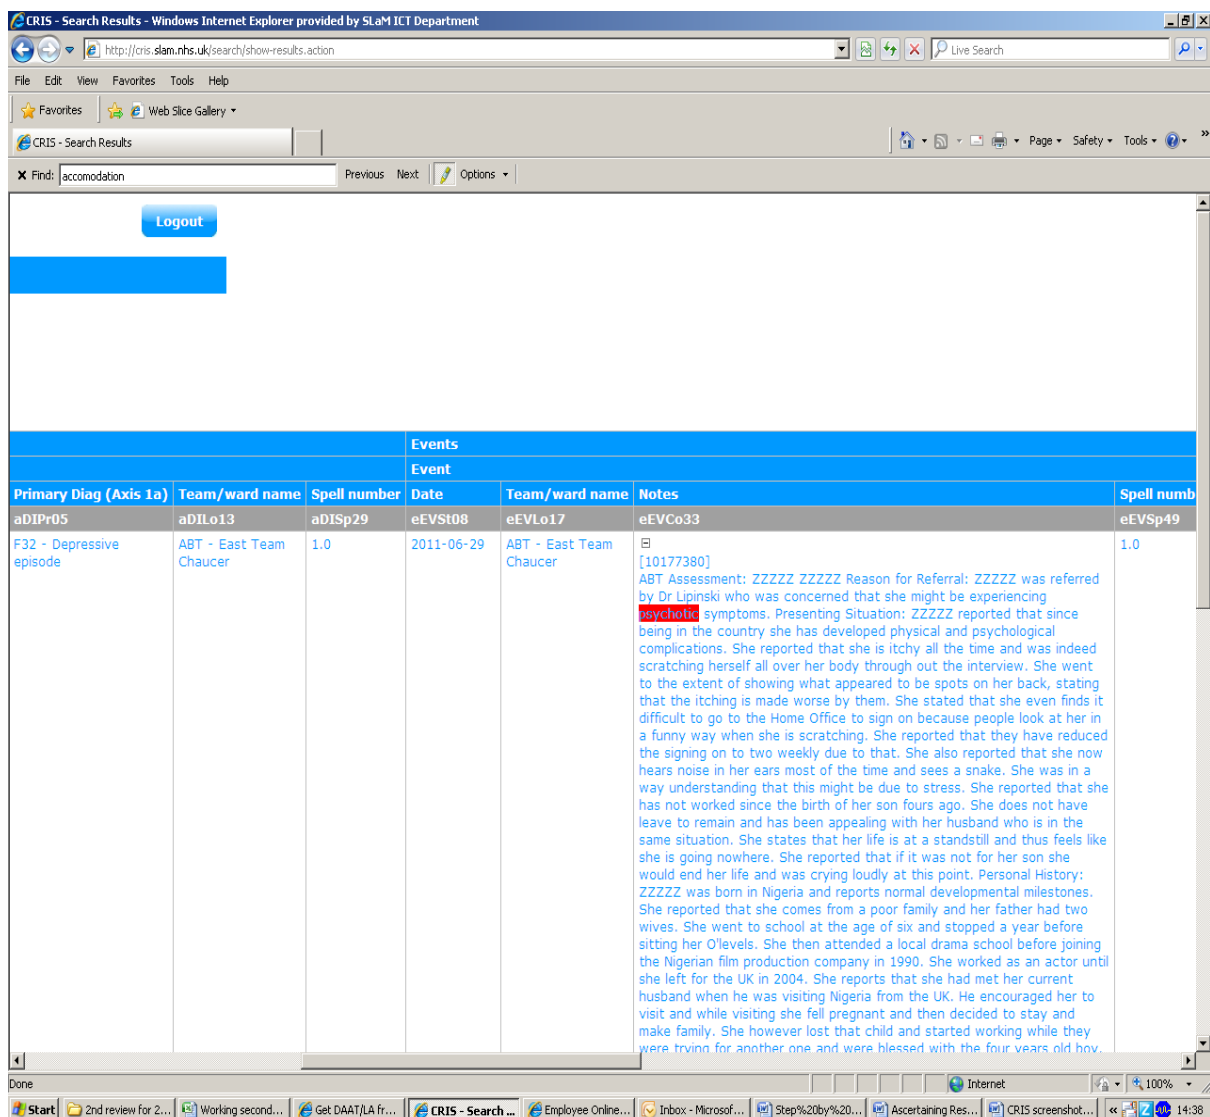 CRIS - Search Results - Windows Internet Explorer provided by SLaM ICT Department
http://cris.slam.nhs.uk/search/show-results.action
Live Search
File Edit View Favorites Tools Help
Favorites Web Slice Gallery
CRIS - Search Results
Page Safety Tools »
X Find: accomodation Previous Next Options
Logout
Events
Event
Primary Diag (Axis 1a) Team/ward name Spell number Date Team/ward name Notes Spell numb
aDIPr05 aDILo13 aDISp29 eEVSt08 eEVLo17 eEVCo33 eEVSp49
F32 - Depressive episode
ABT - East Team Chaucer
1.0
2011-06-29
ABT - East Team Chaucer
1.0
[10177380]
ABT Assessment: ZZZZZ ZZZZZ Reason for Referral: ZZZZZ was referred
by Dr Lipinski who was concerned that she might be experiencing
psychotic symptoms. Presenting Situation: ZZZZZ reported that since
being in the country she has developed physical and psychological
complications. She reported that she is itchy all the time and was indeed
scratching herself all over her body through out the interview. She went
to the extent of showing what appeared to be spots on her back, stating
that the itching is made worse by them. She stated that she even finds it
difficult to go to the Home Office to sign on because people look at her in
a funny way when she is scratching. She reported that they have reduced
the signing on to two weekly due to that. She also reported that she now
hears noise in her ears most of the time and sees a snake. She was in a
way understanding that this might be due to stress. She reported that she
has not worked since the birth of her son fours ago. She does not have
leave to remain and has been appealing with her husband who is in the
same situation. She states that her life is at a standstill and thus feels like
she is going nowhere. She reported that if it was not for her son she
would end her life and was crying loudly at this point. Personal History:
ZZZZZ was born in Nigeria and reports normal developmental milestones.
She reported that she comes from a poor family and her father had two
wives. She went to school at the age of six and stopped a year before
sitting her O'levels. She then attended a local drama school before joining
the Nigerian film production company in 1990. She worked as an actor until
she left for the UK in 2004. She reports that she had met her current
husband when he was visiting Nigeria from the UK. He encouraged her to
visit and while visiting she fell pregnant and then decided to stay and
make family. She however lost that child and started working while they
were trying for another one and were blessed with the four years old boy.
Done Internet 100%
Start 2nd review for 2... Working second... Get DAAT/LA fr... CRIS - Search ... Employee Online... Inbox - Microsof... Step%20by%20... Ascertaining Res... CRIS screenshot... « 14:38